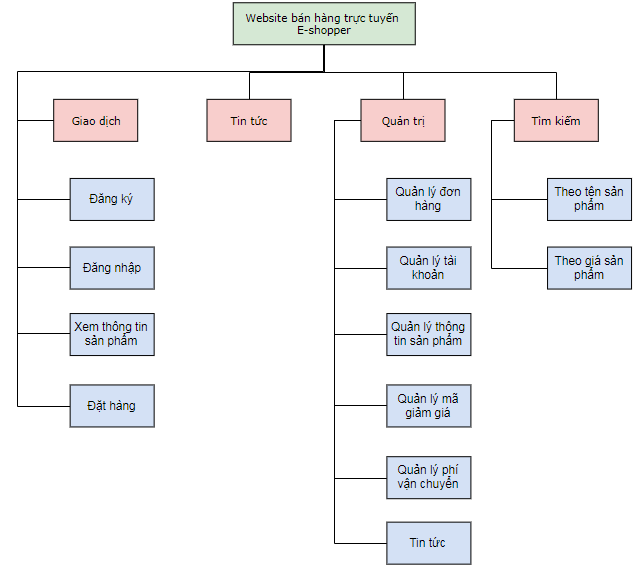 Website bán hàng trực tuyến
E-shopper
Giao dịch
Tin tức
Quản trị
Tìm kiếm
Đăng ký
Đăng nhập
Xem thông tin
sản phẩm
Đặt hàng
Quản lý đơn
hàng
Quản lý tài
khoản
Quản lý thông
tin sản phẩm
Quản lý mã
giảm giá
Quản lý phí
vận chuyển
Tin tức
Theo tên sản
phẩm
Theo giá sản
phẩm